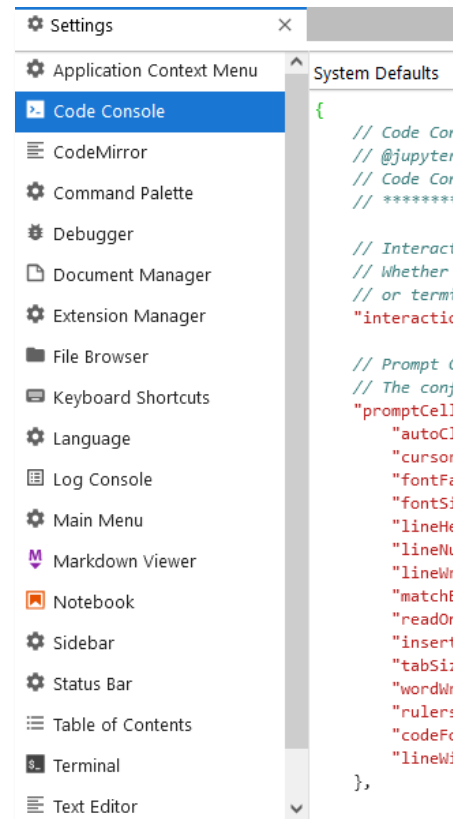 Settings
Application Context Menu
Code Console
CodeMirror
Command Palette
Debugger
Document Manager
Extension Manager
File Browser
Keyboard Shortcuts
Language
Log Console
Main Menu
Markdown Viewer
Notebook
Sidebar
Status Bar
Table of Contents
Terminal
Text Editor
System Defaults
{
// Code Con
// @jupyter
// Code Con
// ********
// Interact
// Whether
// or termi
"interactio
// Prompt C
// The conf
"promptCell
"autoCl
"cursor
"fontFa
"fontSi
"lineHe
"lineNu
"lineWr
"matchB
"readOn
"insert
"tabSiz
"wordWr
"rulers
"codeFo
"lineWi
},